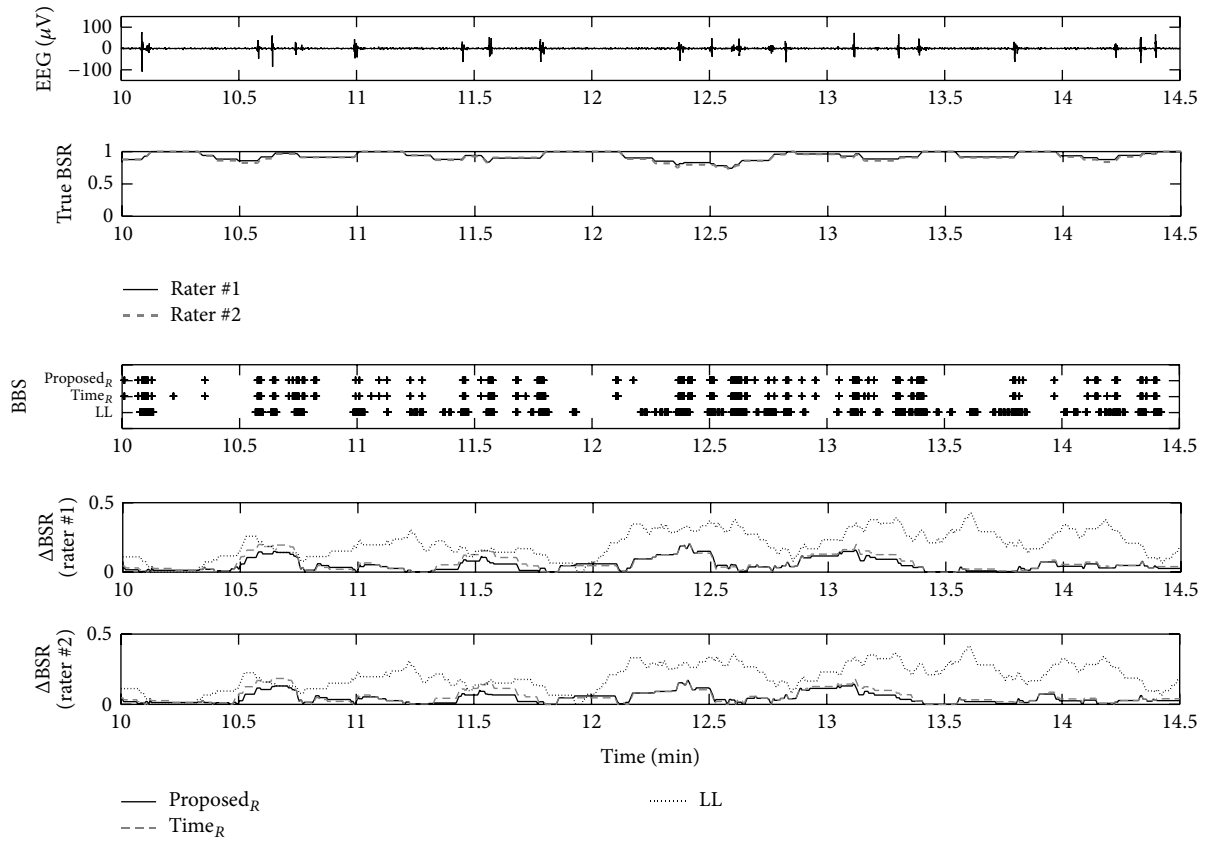 EEG (μV)
100
0
−100
10 10.5 11 11.5 12 12.5 13 13.5 14 14.5
True BSR
1
0.5
0
10 10.5 11 11.5 12 12.5 13 13.5 14 14.5
Rater #1
Rater #2
BBS
Proposed_R
Time_R
LL
10 10.5 11 11.5 12 12.5 13 13.5 14 14.5
ΔBSR
(rater #1)
0.5
0
10 10.5 11 11.5 12 12.5 13 13.5 14 14.5
ΔBSR
(rater #2)
0.5
0
10 10.5 11 11.5 12 12.5 13 13.5 14 14.5
Time (min)
Proposed_R
Time_R
LL